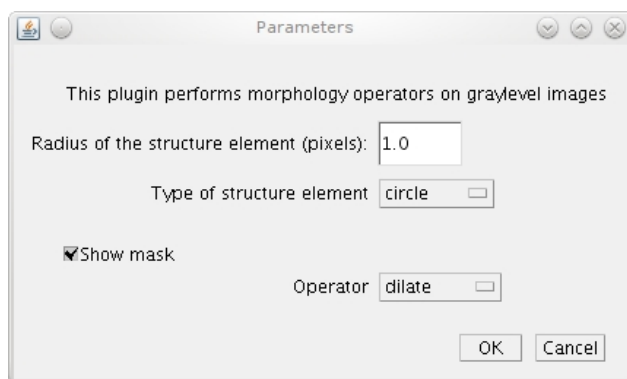 Parameters
This plugin performs morphology operators on graylevel images
Radius of the structure element (pixels): 1.0
Type of structure element circle
Show mask
Operator dilate
OK Cancel